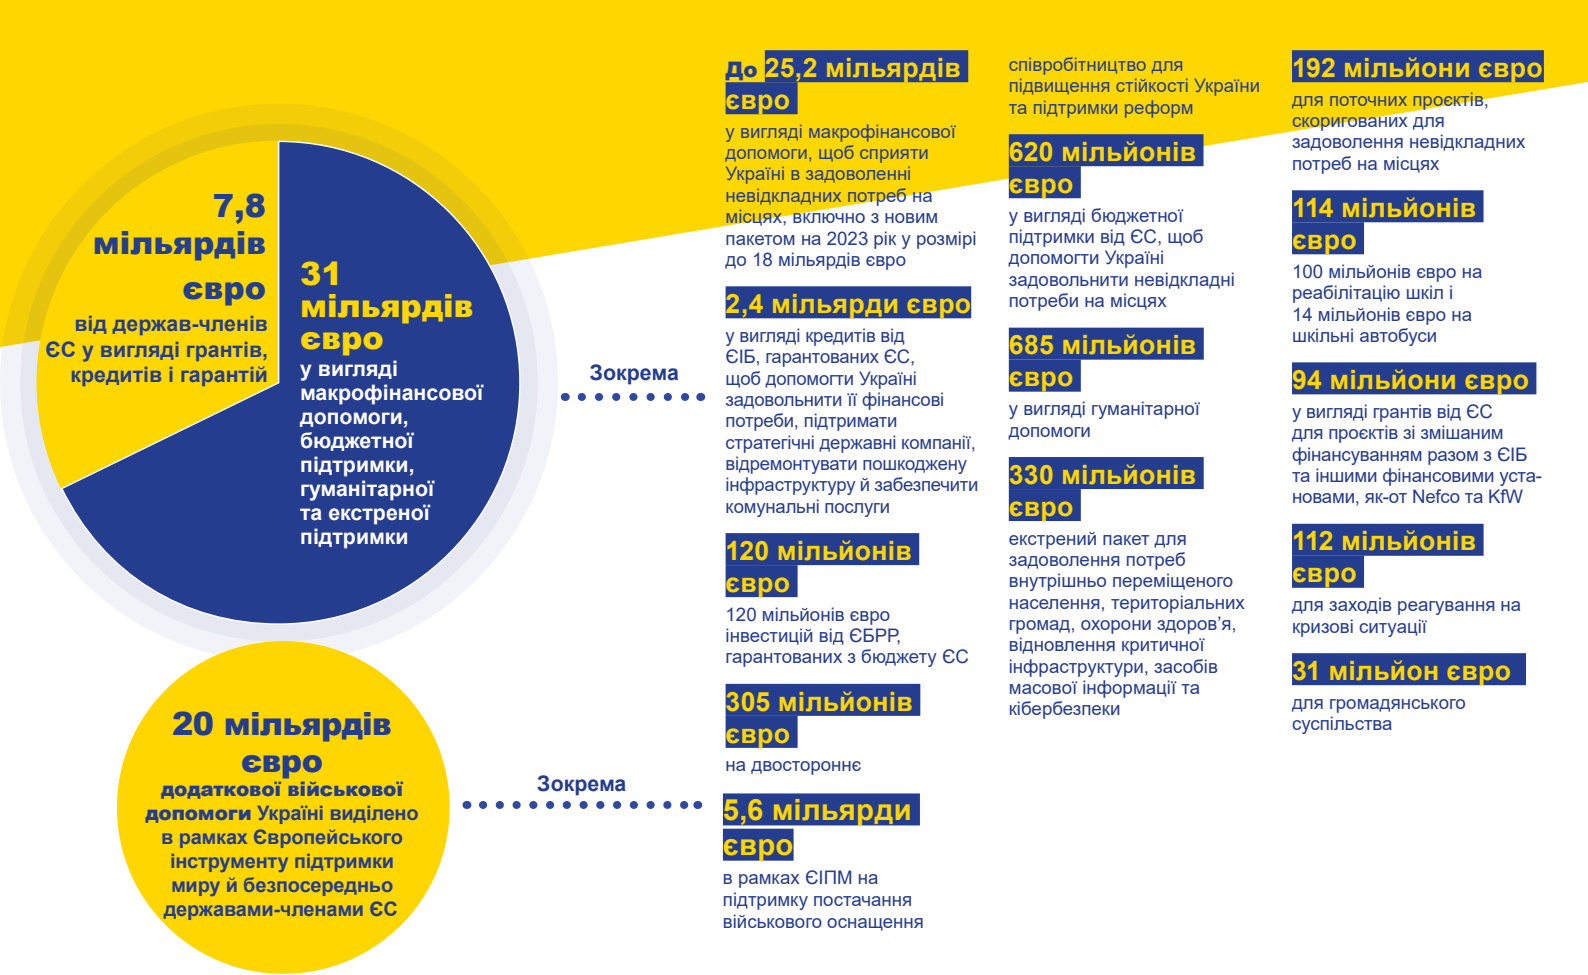 7,8
мільярдів
євро
від держав-членів
ЄС у вигляді грантів,
кредитів і гарантій
31
мільярдів
євро
у вигляді
макрофінансової
допомоги,
бюджетної
підтримки,
гуманітарної
та екстреної
підтримки
Зокрема
До 25,2 мільярдів
євро
у вигляді макрофінансової
допомоги, щоб сприяти
Україні в задоволенні
невідкладних потреб на
місцях, включно з новим
пакетом на 2023 рік у розмірі
до 18 мільярдів євро
2,4 мільярди євро
у вигляді кредитів від
ЄІБ, гарантованих ЄС,
щоб допомогти Україні
задовольнити її фінансові
потреби, підтримати
стратегічні державні компанії,
відремонтувати пошкоджену
інфраструктуру й забезпечити
комунальні послуги
120 мільйонів
євро
120 мільйонів євро
інвестицій від ЄБРР,
гарантованих з бюджету ЄС
305 мільйонів
євро
на двостороннє
співробітництво для
підвищення стійкості України
та підтримки реформ
620 мільйонів
євро
у вигляді бюджетної
підтримки від ЄС, щоб
допомогти Україні
задовольнити невідкладні
потреби на місцях
685 мільйонів
євро
у вигляді гуманітарної
допомоги
330 мільйонів
євро
екстрений пакет для
задоволення потреб
внутрішньо переміщеного
населення, територіальних
громад, охорони здоров’я,
відновлення критичної
інфраструктури, засобів
масової інформації та
кібербезпеки
192 мільйони євро
для поточних проєктів,
скоригованих для
задоволення невідкладних
потреб на місцях
114 мільйонів
євро
100 мільйонів євро на
реабілітацію шкіл і
14 мільйонів євро на
шкільні автобуси
94 мільйони євро
у вигляді грантів від ЄС
для проєктів зі змішаним
фінансуванням разом з ЄІБ
та іншими фінансовими уста-
новами, як-от Nefco та KfW
112 мільйонів
євро
для заходів реагування на
кризові ситуації
31 мільйон євро
для громадянського
суспільства
20 мільярдів
євро
додаткової військової
допомоги Україні виділено
в рамках Європейського
інструменту підтримки
миру й безпосередньо
державами-членами ЄС
Зокрема
5,6 мільярди
євро
в рамках ЄІПМ на
підтримку постачання
військового оснащення